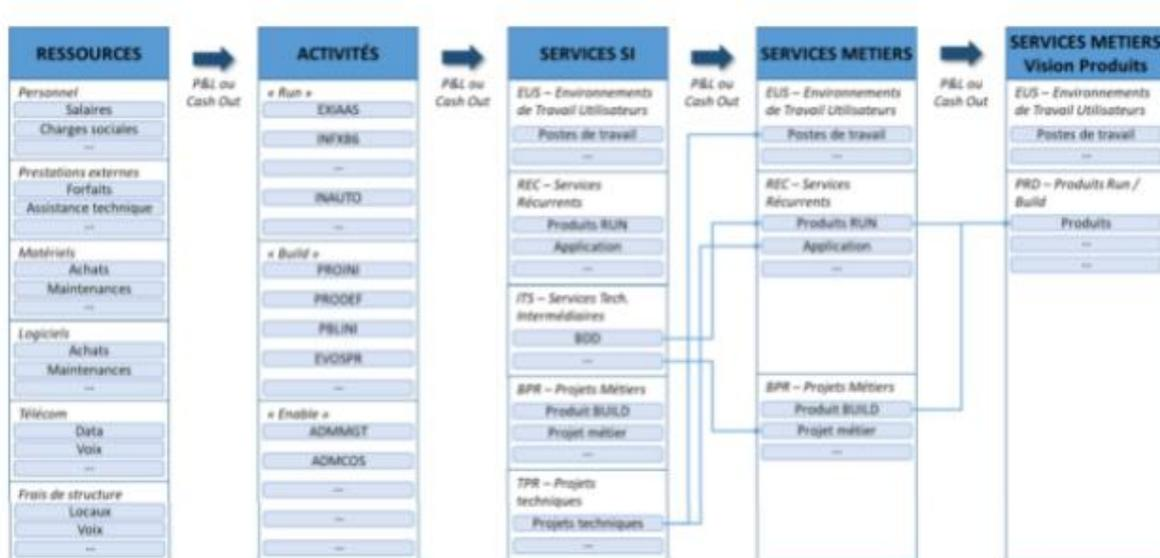 RESSOURCES
Personnel
Salaires
Charges sociales
...
Prestations externes
Forfaits
Assistance technique
...
Matériels
Achats
Maintenances
...
Logiciels
Achats
Maintenances
...
Télécom
Data
Voix
...
Frais de structure
Locaux
Voix
...
P&L ou
Cash Out
ACTIVITÉS
« Run »
EXIAAS
INFX86
...
INAUTO
...
« Build »
PROINI
PRODEF
PBLINI
EVOSPR
...
« Enable »
ADMMGT
ADMCOS
...
...
...
P&L ou
Cash Out
SERVICES SI
EUS – Environnements
de Travail Utilisateurs
Postes de travail
...
REC – Services
Récurrents
Produits RUN
Application
...
ITS – Services Tech.
Intermédiaires
BDD
...
BPR – Projets Métiers
Produit BUILD
Projet métier
...
TPR – Projets
techniques
Projets techniques
...
P&L ou
Cash Out
SERVICES METIERS
EUS – Environnements
de Travail Utilisateurs
Postes de travail
...
REC – Services
Récurrents
Produits RUN
Application
...
BPR – Projets Métiers
Produit BUILD
Projet métier
...
P&L ou
Cash Out
SERVICES METIERS
Vision Produits
EUS – Environnements
de Travail Utilisateurs
Postes de travail
...
PRD – Produits Run /
Build
Produits
...
...